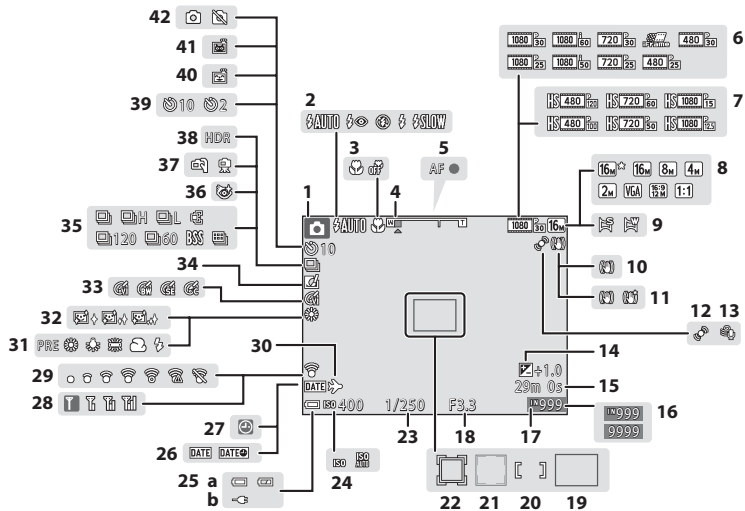 42
41
40
39 10 2
38 HDR
37
36
35 H L
120 60 BSS
34
33
32
31 PRE
30
29
28
27
26 DATE DATE
25 a
b
24 ISO ISO AUTO
23
22
21
20
19
18
17
16 IN999
9999
15
14
12 13
11
10
9
8 16M 16M 8M 4M
2M VGA 16:9 12M 1:1
7 HS 480 120 HS 720 60 HS 1080 15
HS 480 100 HS 720 50 HS 1080 12.5
6 1080 30 1080 60 720 30 480 30
1080 25 1080 50 720 25 480 25
5 AF
4
3 OFF
2 AUTO SLOW
1
AUTO W T 1080 30 16M
10
+1.0
29m 0s
DATE
ISO 400 1/250 F3.3 IN999